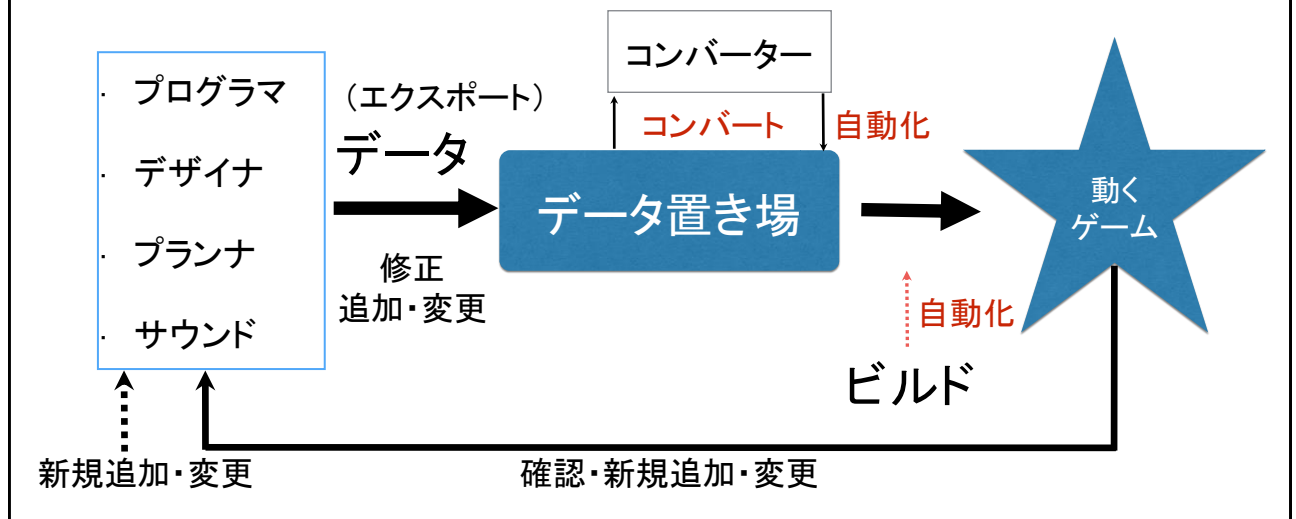 ・ プログラマ
・ デザイナ
・ プランナ
・ サウンド
（エクスポート）
データ
修正
追加・変更
コンバーター
コンバート
自動化
データ置き場
自動化
ビルド
動く
ゲーム
新規追加・変更
確認・新規追加・変更